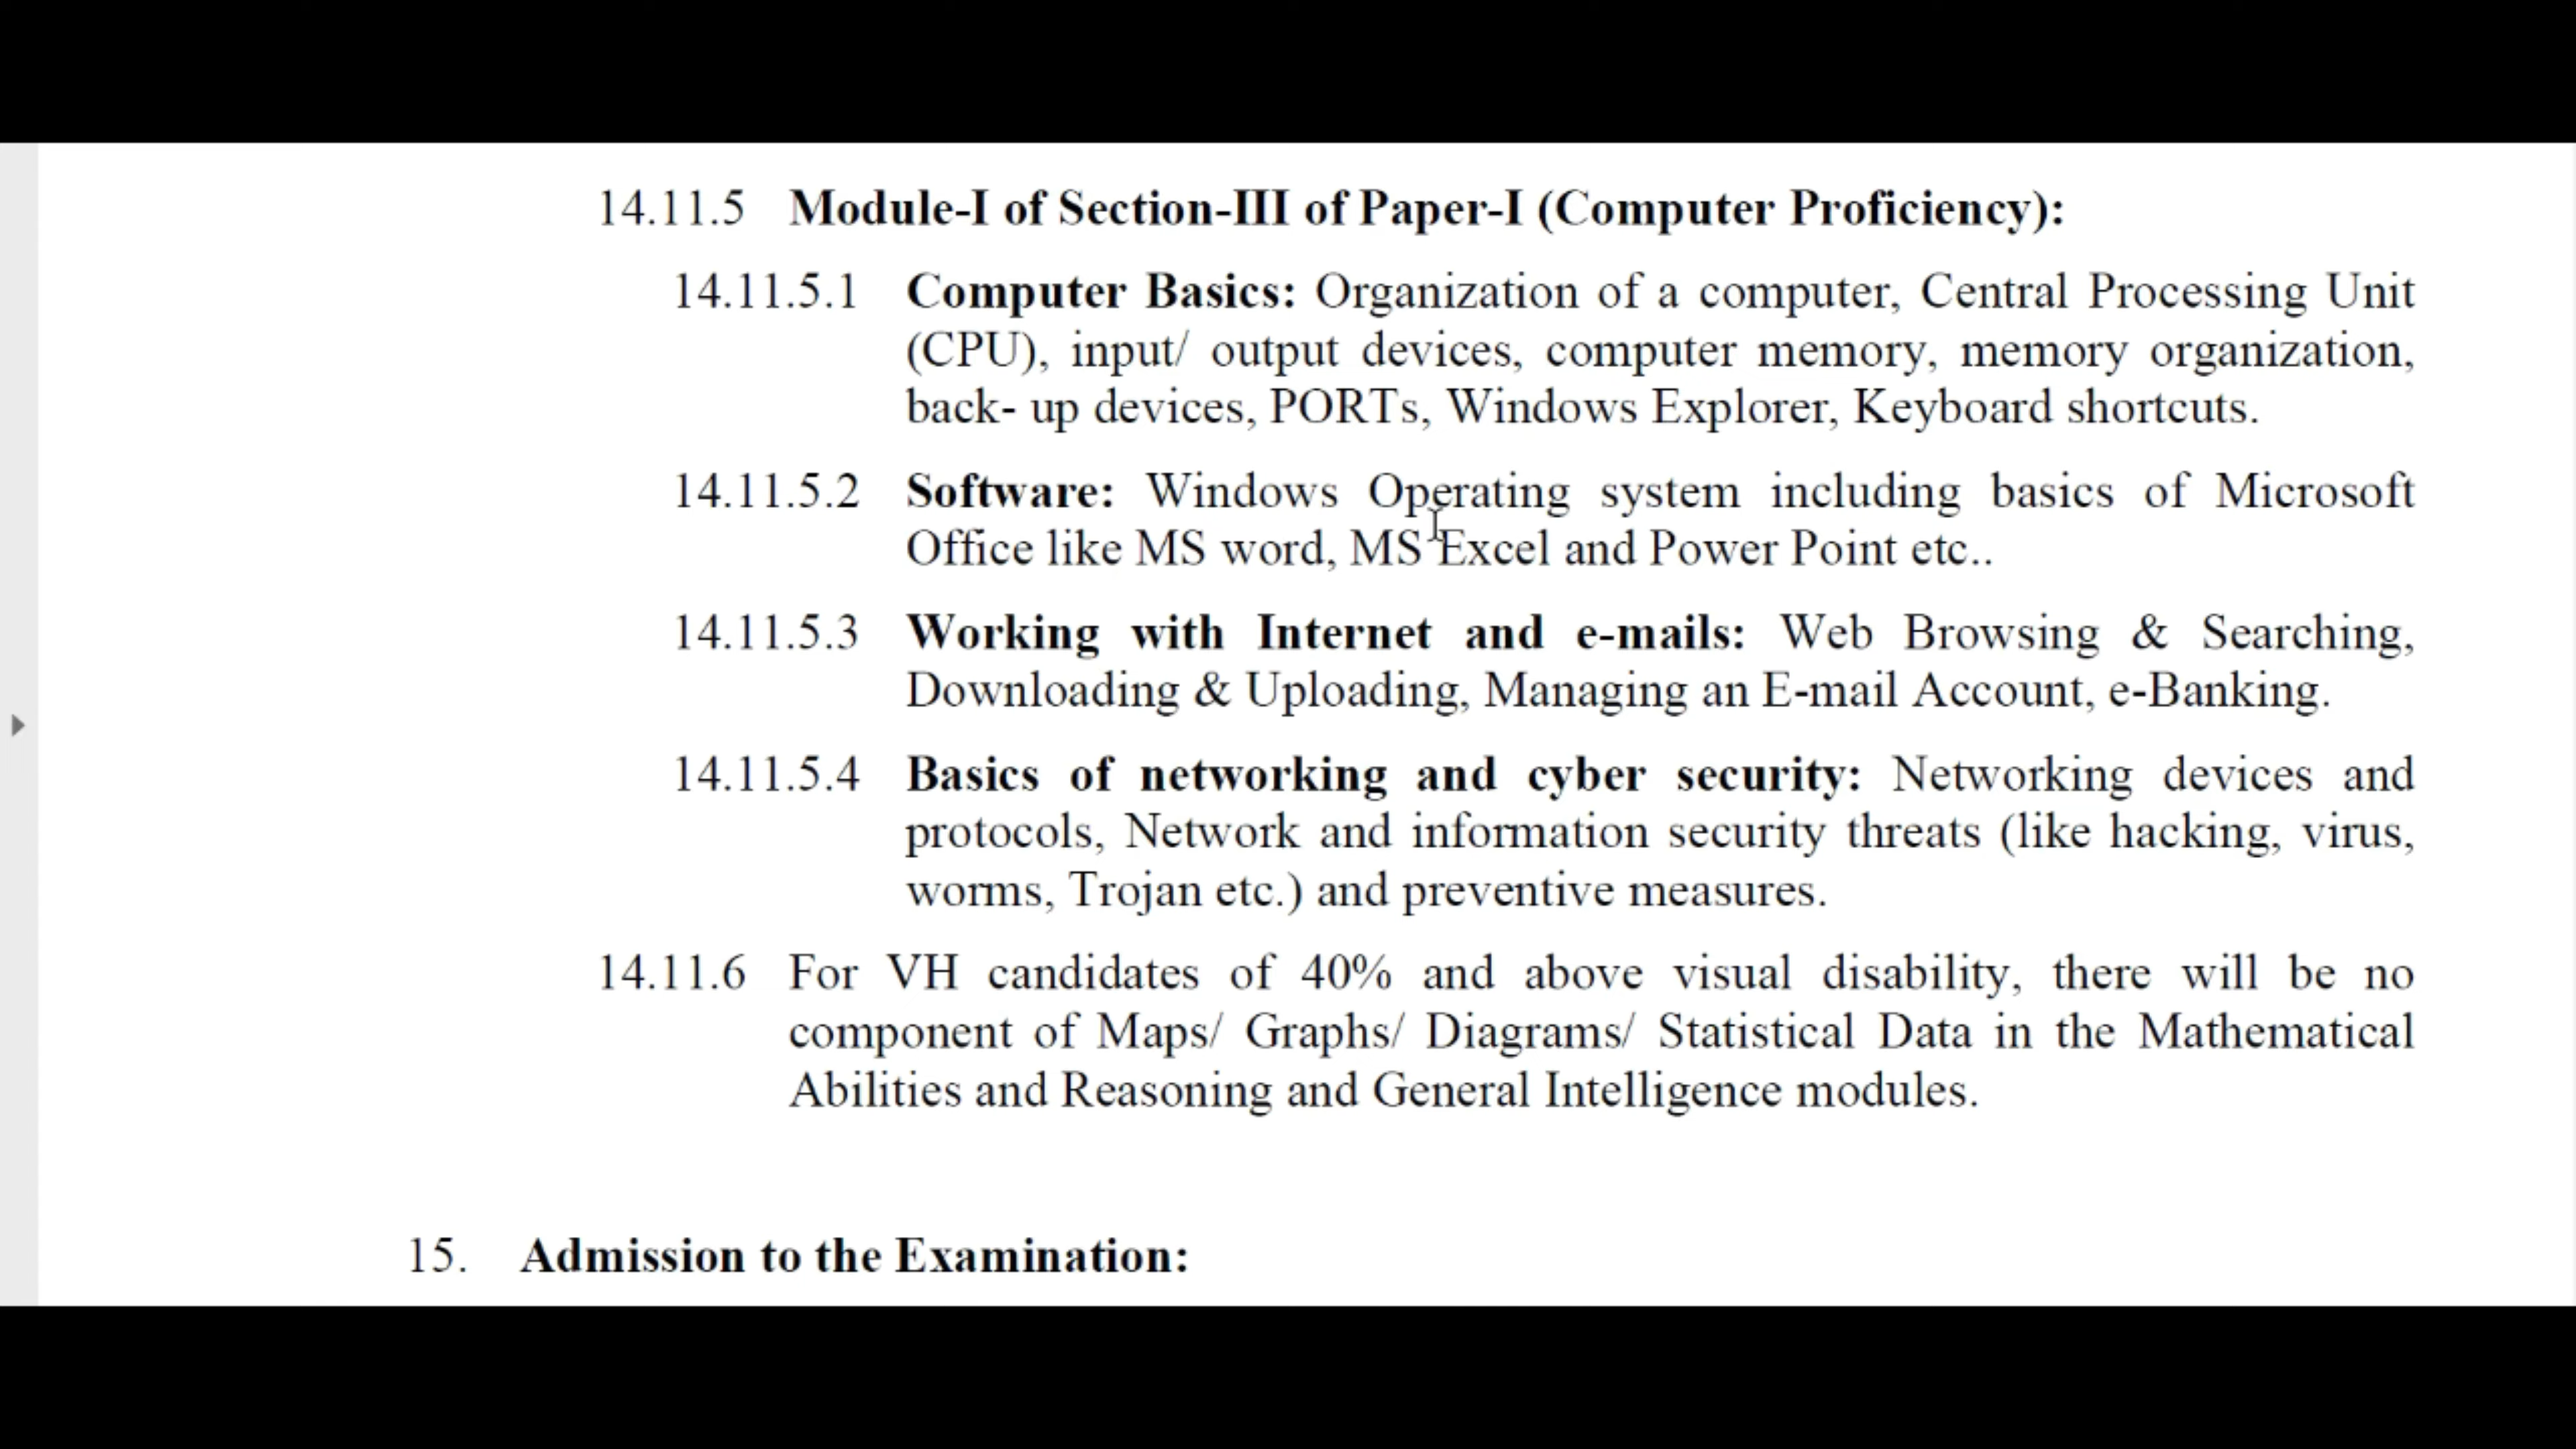 14.11.5 Module-I of Section-III of Paper-I (Computer Proficiency):
14.11.5.1 Computer Basics: Organization of a computer, Central Processing Unit
(CPU), input/ output devices, computer memory, memory organization,
back- up devices, PORTs, Windows Explorer, Keyboard shortcuts.
14.11.5.2 Software: Windows Operating system including basics of Microsoft
Office like MS word, MS Excel and Power Point etc..
14.11.5.3 Working with Internet and e-mails: Web Browsing & Searching,
Downloading & Uploading, Managing an E-mail Account, e-Banking.
14.11.5.4 Basics of networking and cyber security: Networking devices and
protocols, Network and information security threats (like hacking, virus,
worms, Trojan etc.) and preventive measures.
14.11.6 For VH candidates of 40% and above visual disability, there will be no
component of Maps/ Graphs/ Diagrams/ Statistical Data in the Mathematical
Abilities and Reasoning and General Intelligence modules.
15. Admission to the Examination: